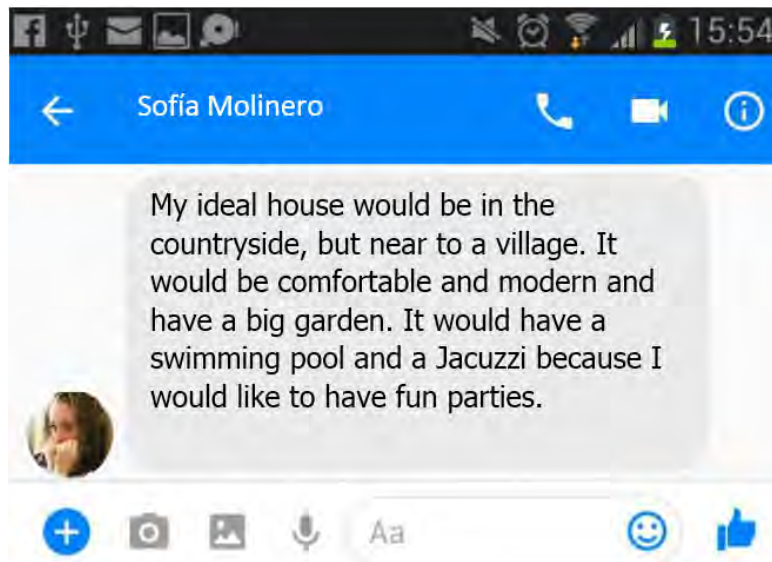 15:54
Sofía Molinero
My ideal house would be in the
countryside, but near to a village. It
would be comfortable and modern and
have a big garden. It would have a
swimming pool and a Jacuzzi because I
would like to have fun parties.
Aa